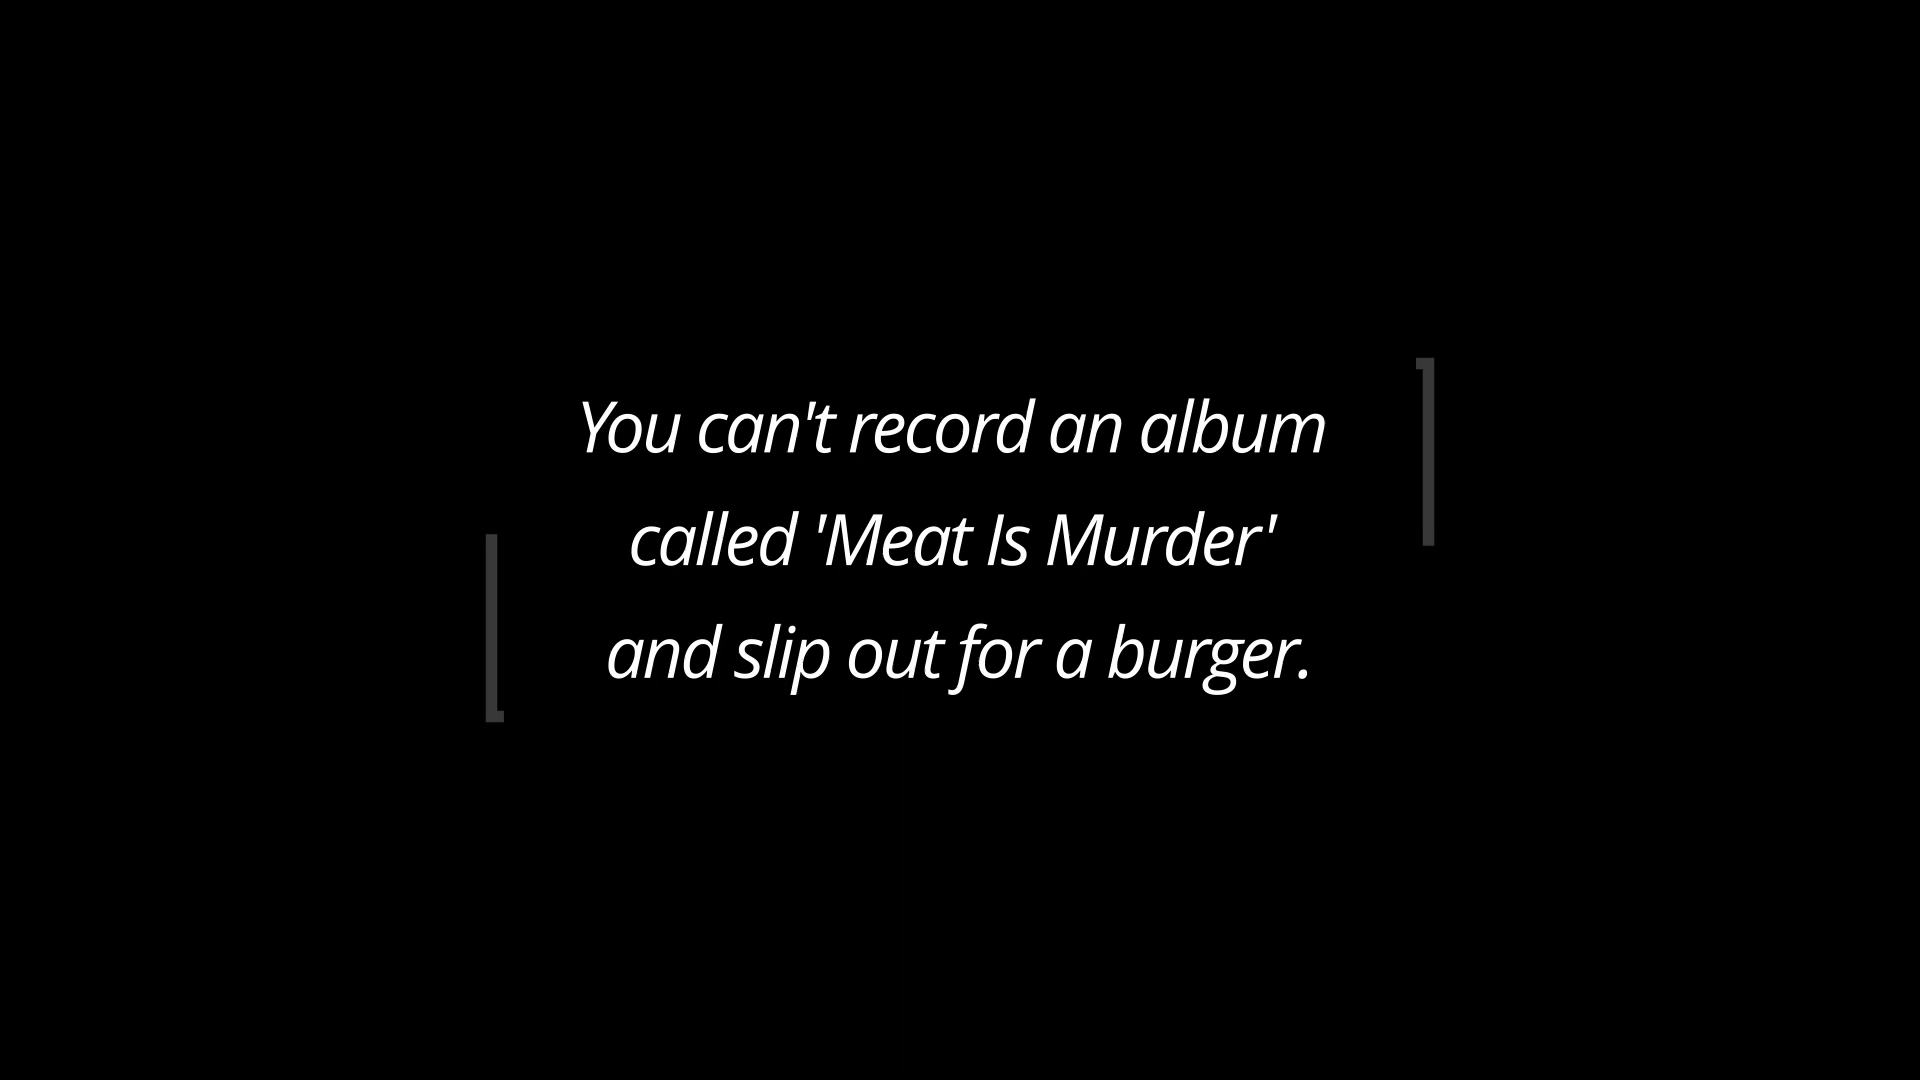 You can't record an album
called 'Meat Is Murder'
and slip out for a burger.